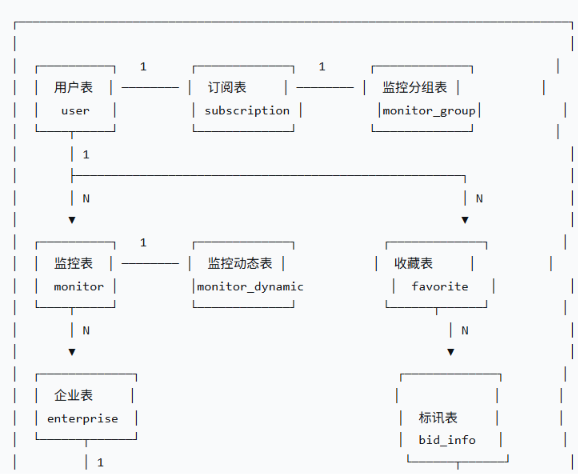 1 1
用户表 订阅表 监控分组表
user subscription monitor_group
1
N N
1
监控表 监控动态表 收藏表
monitor monitor_dynamic favorite
N N
企业表
enterprise 标讯表
bid_info
1